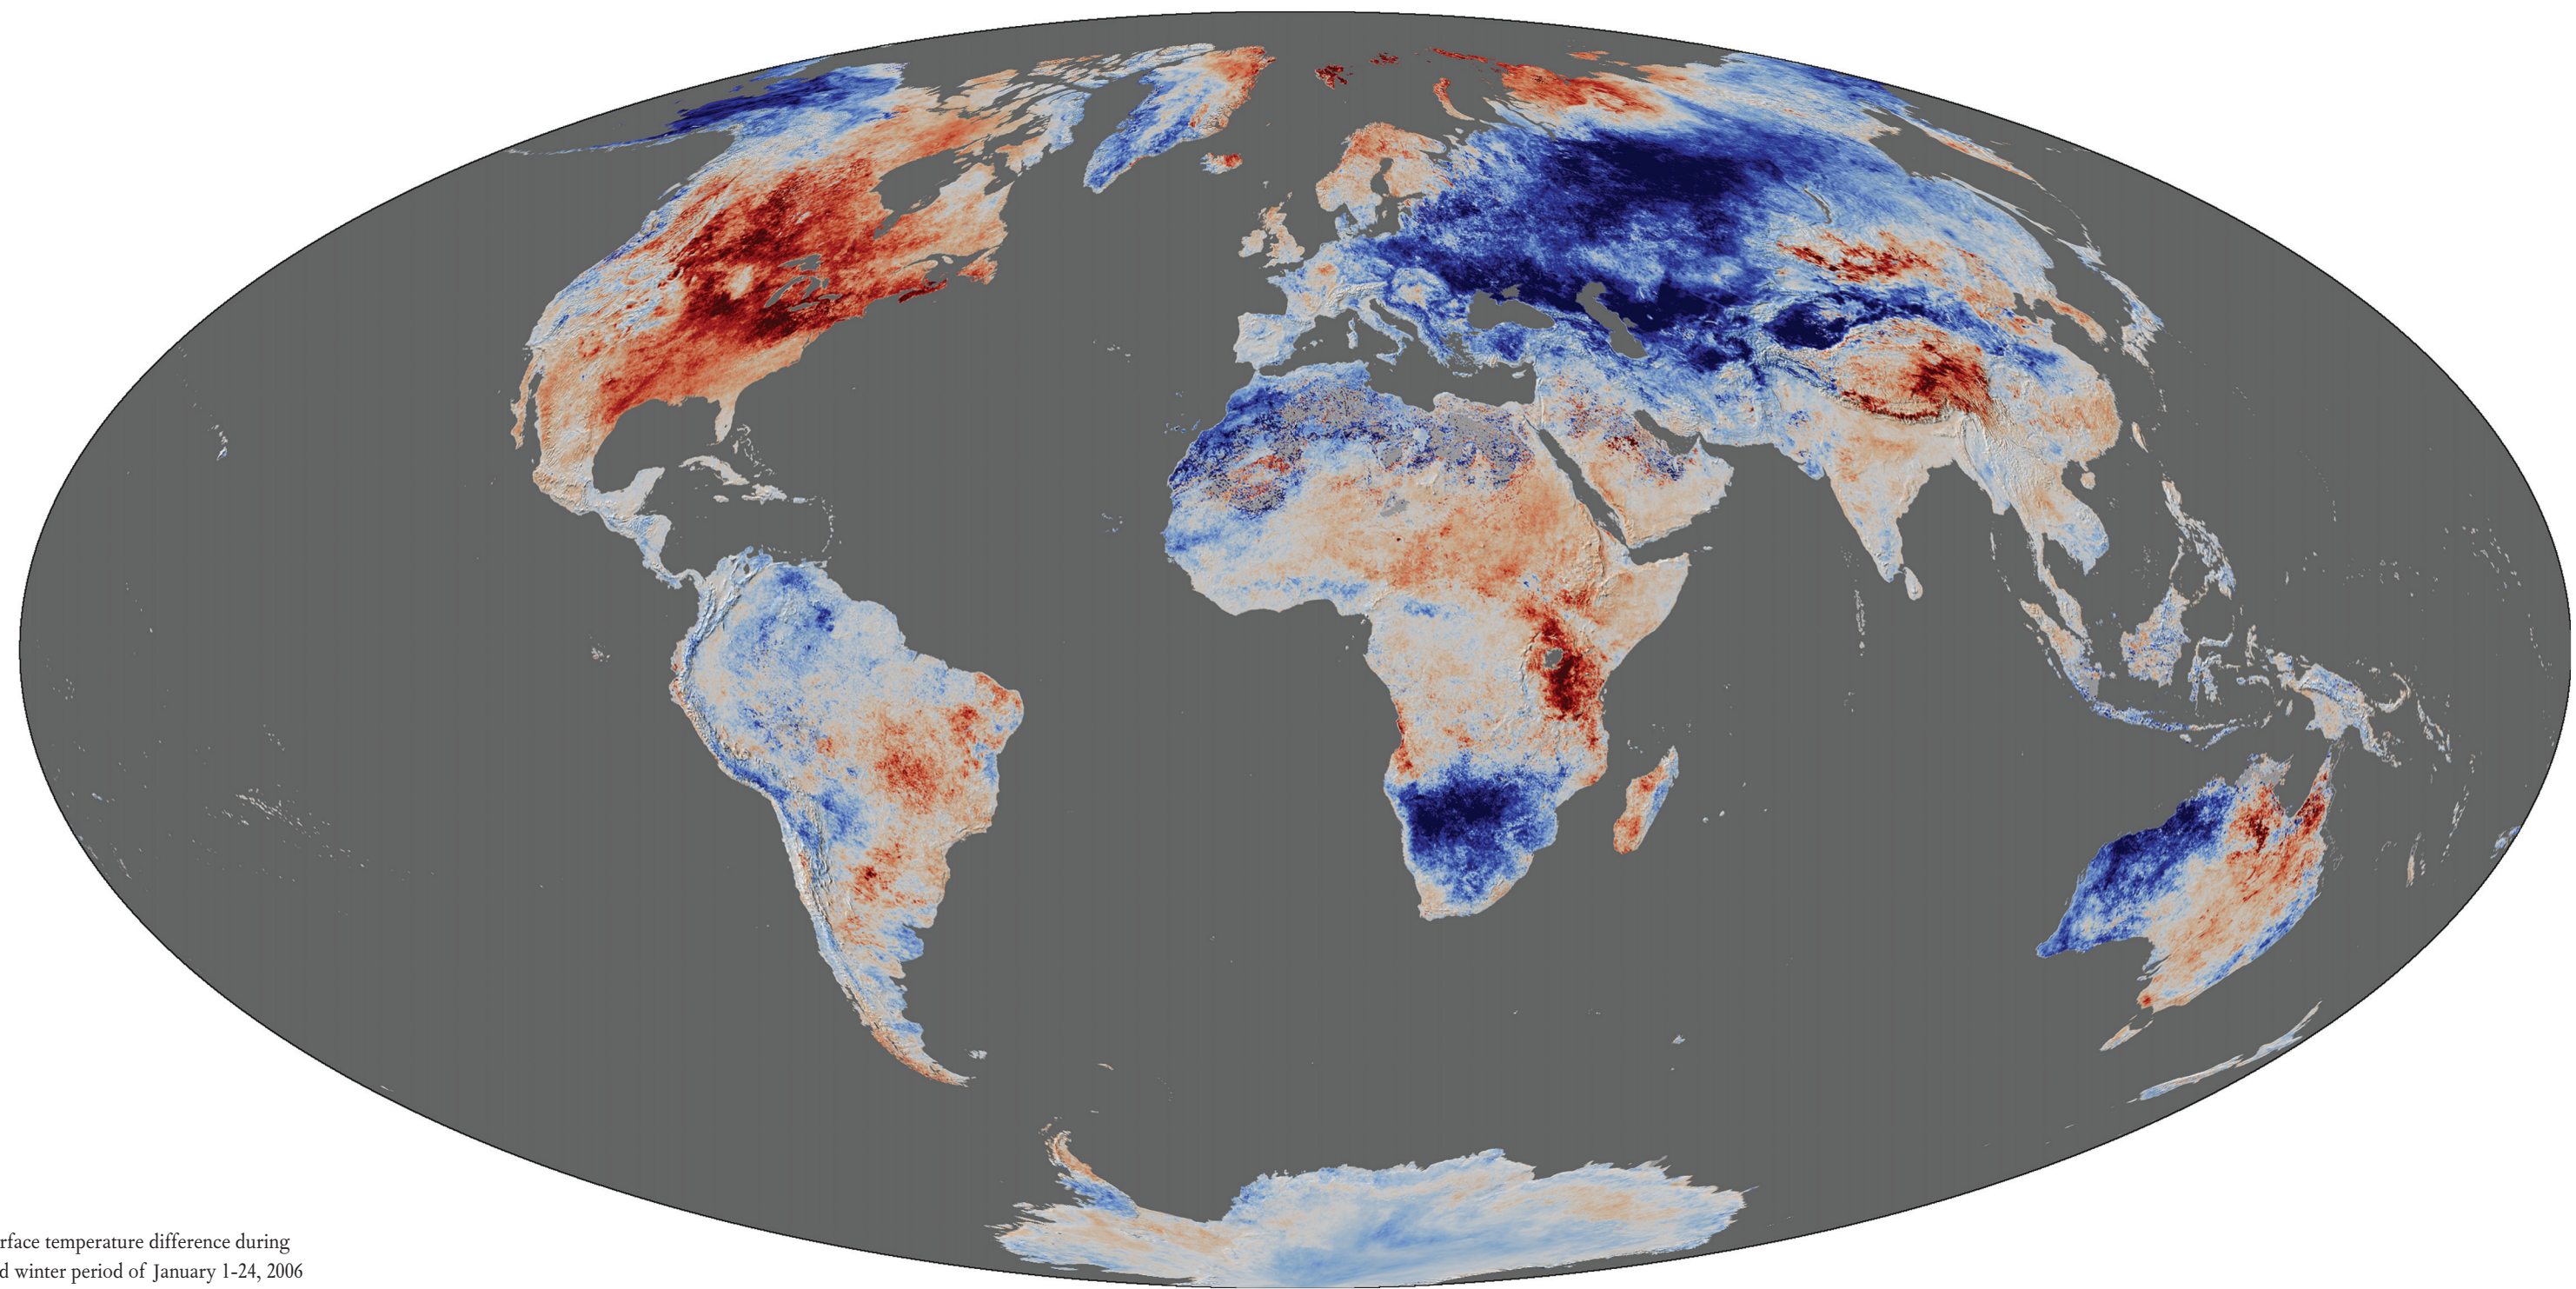 rface temperature difference during
d winter period of January 1-24, 2006